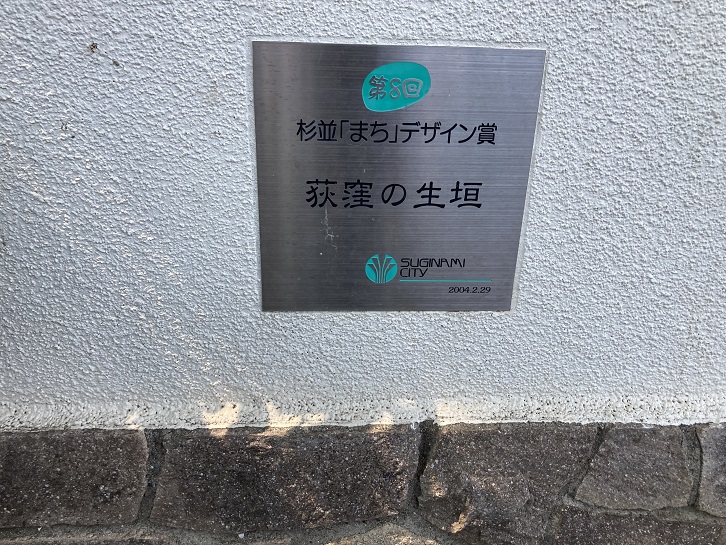 第8回
杉並「まち」デザイン賞
荻窪の生垣
SUGINAMI
CITY
2004.2.29